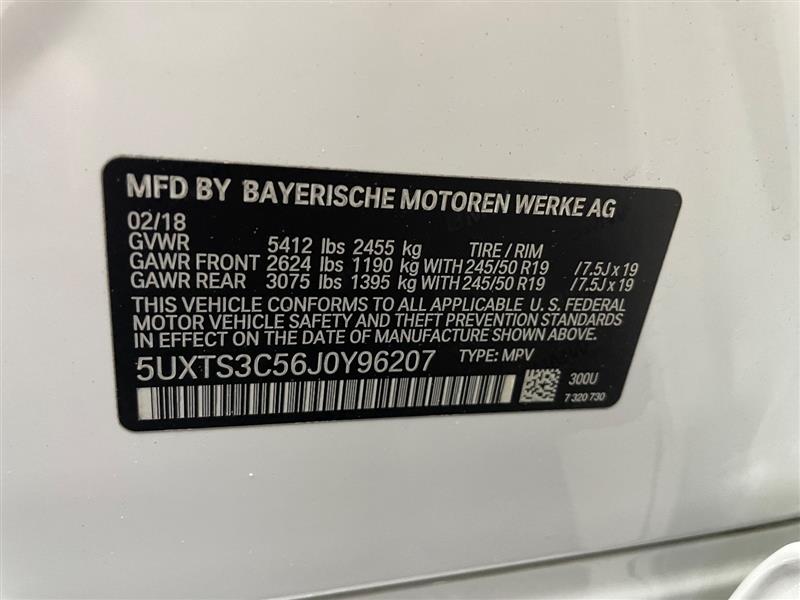 MFD BY BAYERISCHE MOTOREN WERKE AG
02/18
GVWR 5412 lbs 2455 kg TIRE / RIM
GAWR FRONT 2624 lbs 1190 kg WITH 245/50 R19 / 7.5J x 19
GAWR REAR 3075 lbs 1395 kg WITH 245/50 R19 / 7.5J x 19
THIS VEHICLE CONFORMS TO ALL APPLICABLE U. S. FEDERAL
MOTOR VEHICLE SAFETY AND THEFT PREVENTION STANDARDS
IN EFFECT ON THE DATE OF MANUFACTURE SHOWN ABOVE.
5UXTS3C56J0Y96207 TYPE: MPV
300U
7 320 730